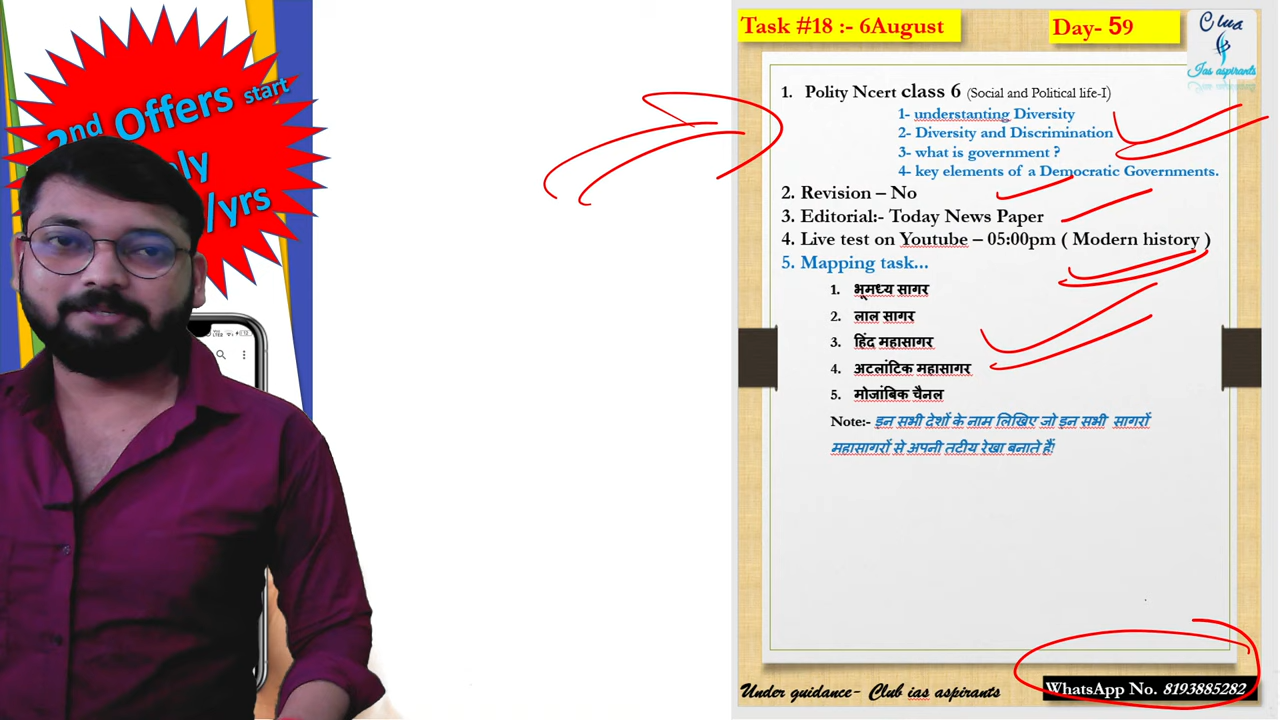 2nd Offers start
/yrs
Task #18 :- 6August
Day- 59
Club
Ias aspirants
1. Polity Ncert class 6 (Social and Political life-I)
1- understanting Diversity
2- Diversity and Discrimination
3- what is government ?
4- key elements of a Democratic Governments.
2. Revision – No
3. Editorial:- Today News Paper
4. Live test on Youtube – 05:00pm ( Modern history )
5. Mapping task...
1. भूमध्य सागर
2. लाल सागर
3. हिंद महासागर
4. अटलांटिक महासागर
5. मोजांबिक चैनल
Note:- इन सभी देशों के नाम लिखिए जो इन सभी सागरों
महासागरों से अपनी तटीय रेखा बनाते हैं!
Under guidance- Club ias aspirants
WhatsApp No. 8193885282